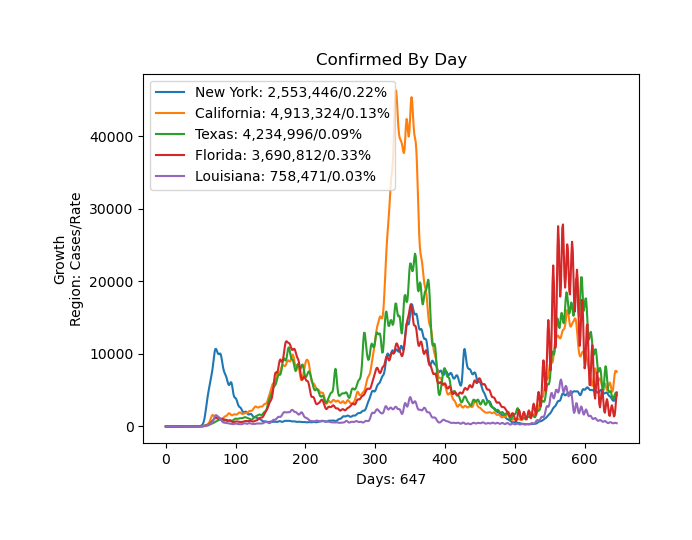 Confirmed By Day
New York: 2,553,446/0.22%
California: 4,913,324/0.13%
Texas: 4,234,996/0.09%
Florida: 3,690,812/0.33%
Louisiana: 758,471/0.03%
Growth
Region: Cases/Rate
40000
30000
20000
10000
0
0 100 200 300 400 500 600
Days: 647